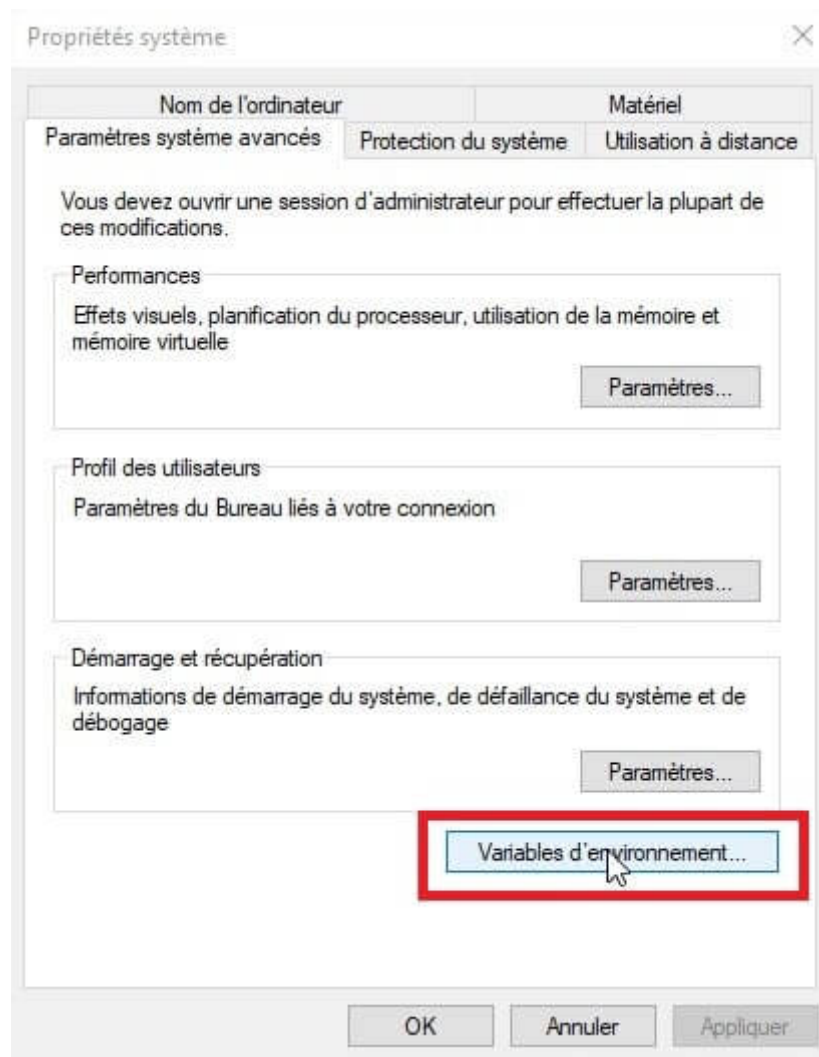 Propriétés système
Nom de l'ordinateur
Matériel
Paramètres système avancés
Protection du système
Utilisation à distance
Vous devez ouvrir une session d'administrateur pour effectuer la plupart de
ces modifications.
Performances
Effets visuels, planification du processeur, utilisation de la mémoire et
mémoire virtuelle
Paramètres...
Profil des utilisateurs
Paramètres du Bureau liés à votre connexion
Paramètres...
Démarrage et récupération
Informations de démarrage du système, de défaillance du système et de
débogage
Paramètres...
Variables d'environnement...
OK
Annuler
Appliquer